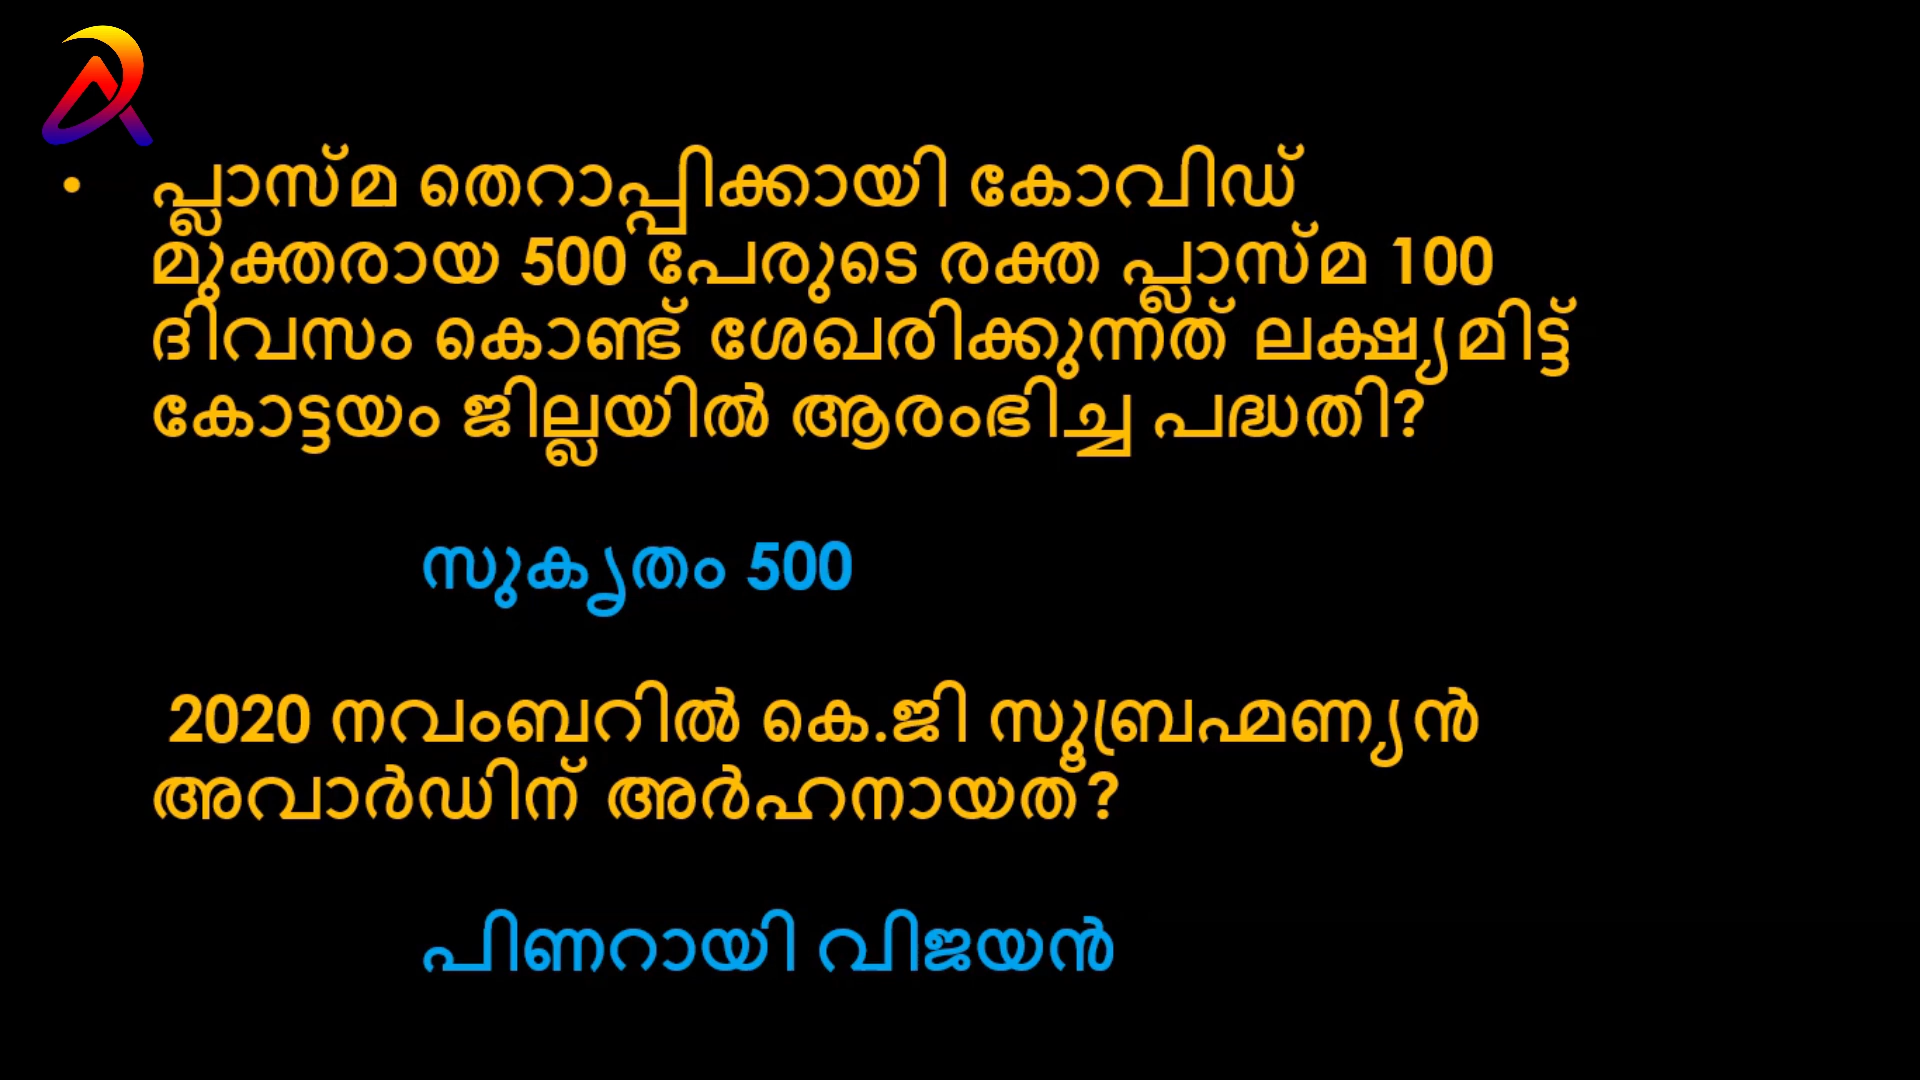 • പ്ലാസ്മ തെറാപ്പിക്കായി കോവിഡ്
മുക്തരായ 500 പേരുടെ രക്ത പ്ലാസ്മ 100
ദിവസം കൊണ്ട് ശേഖരിക്കുന്നത് ലക്ഷ്യമിട്ട്
കോട്ടയം ജില്ലയിൽ ആരംഭിച്ച പദ്ധതി?
സുകൃതം 500
2020 നവംബറിൽ കെ.ജി സുബ്രഹ്മണ്യൻ
അവാർഡിന് അർഹനായത്?
പിണറായി വിജയൻ